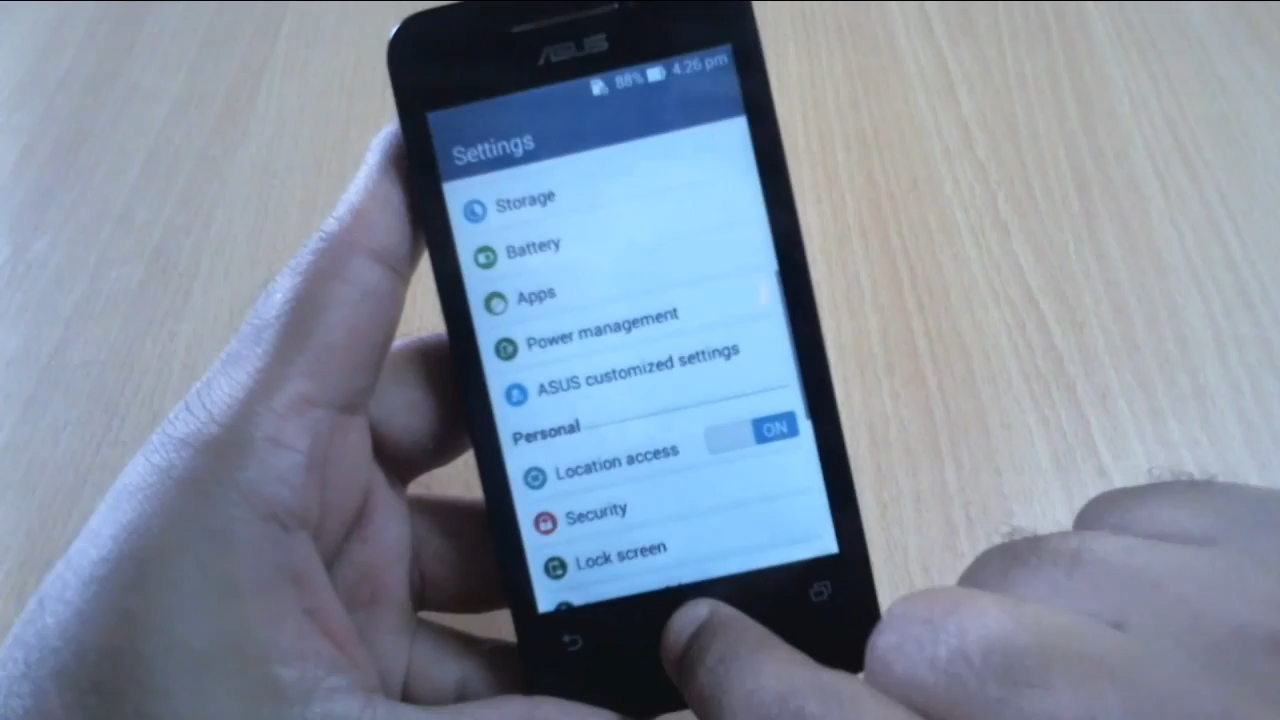 ASUS
88% 4:26 pm
Settings
Storage
Battery
Apps
Power management
ASUS customized settings
Personal
Location access ON
Security
Lock screen